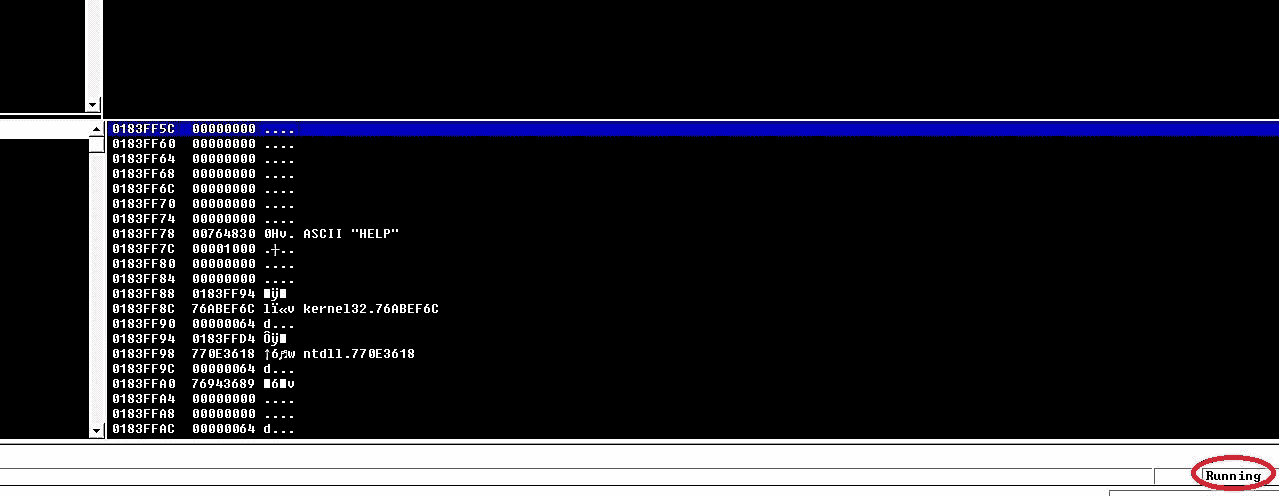 0183FF5C 00000000 ....
0183FF60 00000000 ....
0183FF64 00000000 ....
0183FF68 00000000 ....
0183FF6C 00000000 ....
0183FF70 00000000 ....
0183FF74 00000000 ....
0183FF78 00764830 0Hv. ASCII "HELP"
0183FF7C 00001000 .┼..
0183FF80 00000000 ....
0183FF84 00000000 ....
0183FF88 0183FF94 ■ÿ■
0183FF8C 76ABEF6C lï«v kernel32.76ABEF6C
0183FF90 00000064 d...
0183FF94 0183FFD4 Ôÿ■
0183FF98 770E3618 ↑6♬w ntdll.770E3618
0183FF9C 00000064 d...
0183FFA0 76943689 ■6■v
0183FFA4 00000000 ....
0183FFA8 00000000 ....
0183FFAC 00000064 d...
Running